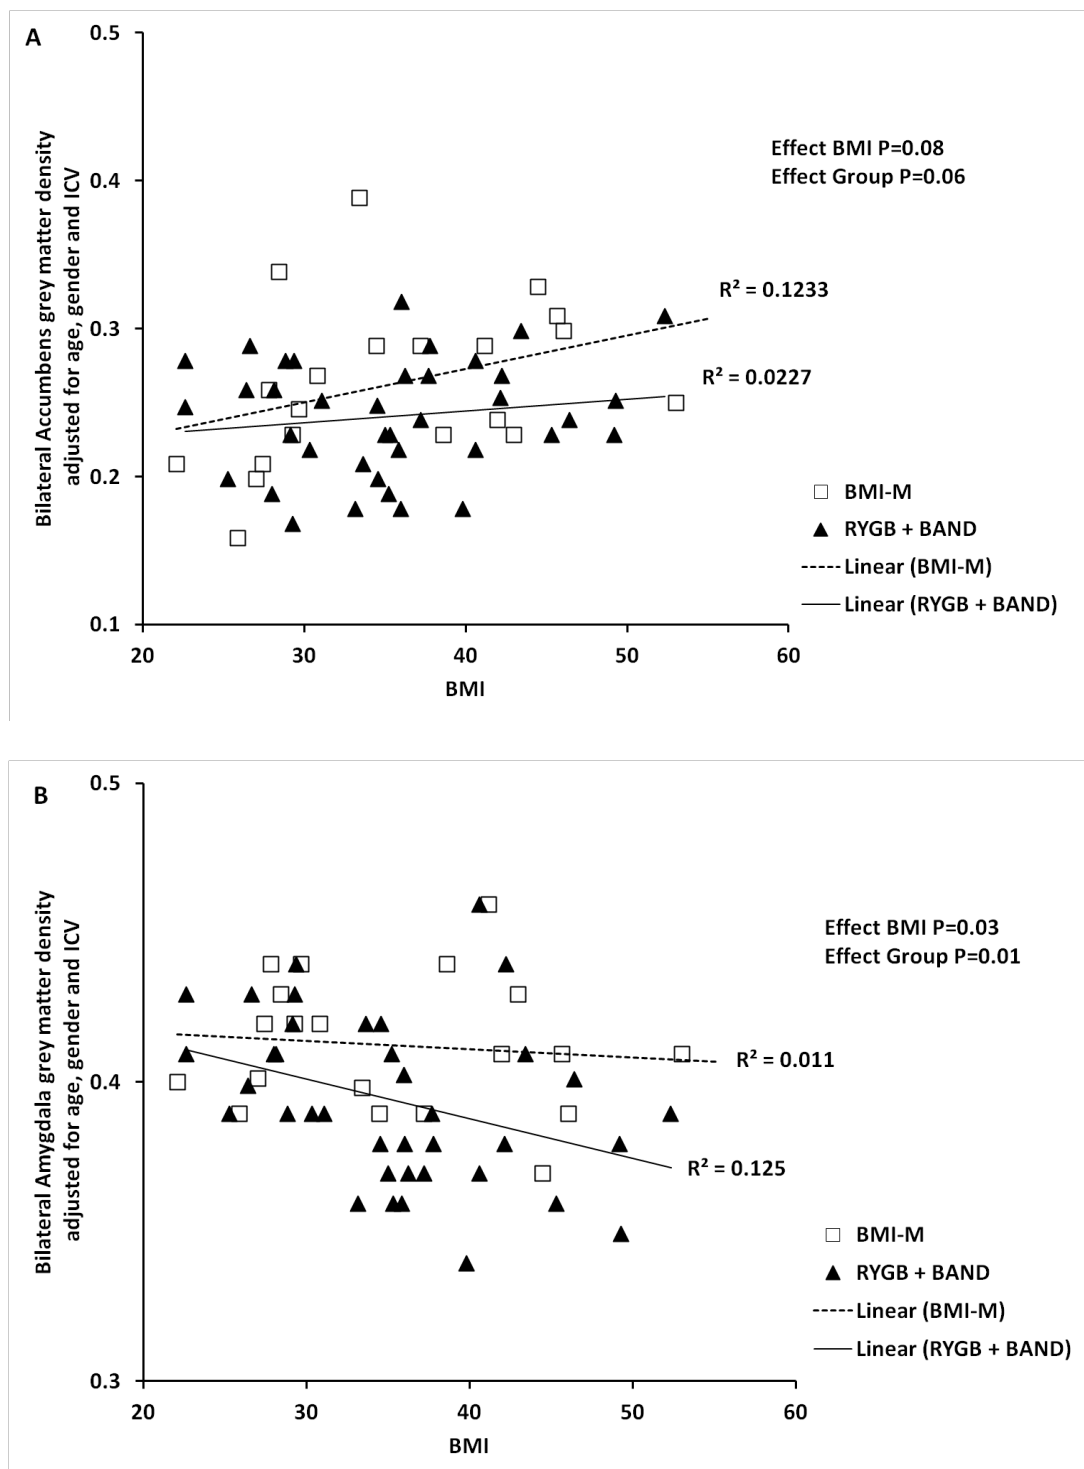 A
0.5
0.4
0.3
0.2
0.1
Bilateral Accumbens grey matter density
adjusted for age, gender and ICV
Effect BMI P=0.08
Effect Group P=0.06
R² = 0.1233
R² = 0.0227
BMI-M
RYGB + BAND
Linear (BMI-M)
Linear (RYGB + BAND)
20 30 40 50 60
BMI
B
0.5
0.4
0.3
Bilateral Amygdala grey matter density
adjusted for age, gender and ICV
Effect BMI P=0.03
Effect Group P=0.01
R² = 0.011
R² = 0.125
BMI-M
RYGB + BAND
Linear (BMI-M)
Linear (RYGB + BAND)
20 30 40 50 60
BMI